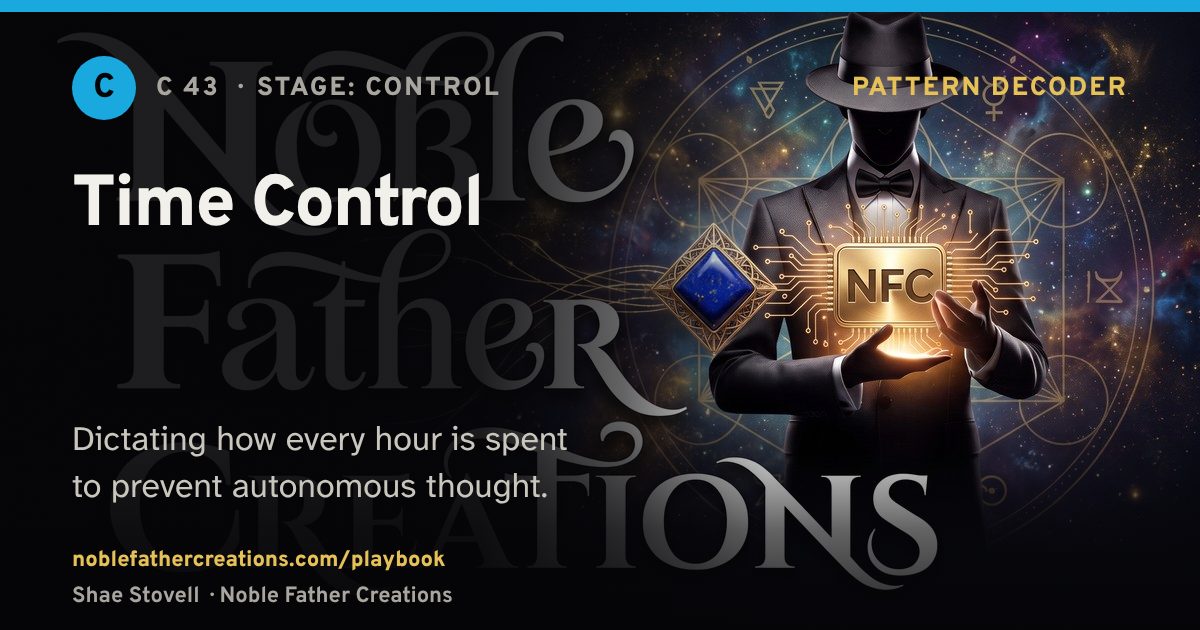 C
C 43 · STAGE: CONTROL
PATTERN DECODER
Noble
Time Control
Father
NFC
Dictating how every hour is spent
to prevent autonomous thought.
Creations
noblefathercreations.com/playbook
Shae Stovell · Noble Father Creations